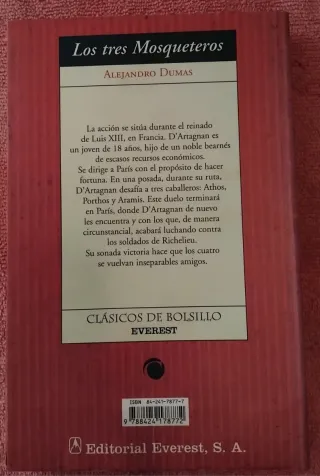 Los tres Mosqueteros
ALEJANDRO DUMAS
La acción se sitúa durante el reinado
de Luis XIII, en Francia. D'Artagnan es
un joven de 18 años, hijo de un noble bearnés
de escasos recursos económicos.
Se dirige a París con el propósito de hacer
fortuna. En una posada, durante su ruta,
D'Artagnan desafía a tres caballeros: Athos,
Porthos y Aramis. Este duelo terminará
en París, donde D'Artagnan de nuevo
les encuentra y con los que, de manera
circunstancial, acabará luchando contra
los soldados de Richelieu.
Su sonada victoria hace que los cuatro
se vuelvan inseparables amigos.
CLÁSICOS DE BOLSILLO
EVEREST
ISBN 84-241-7877-7
9 788424 178772
Editorial Everest, S. A.